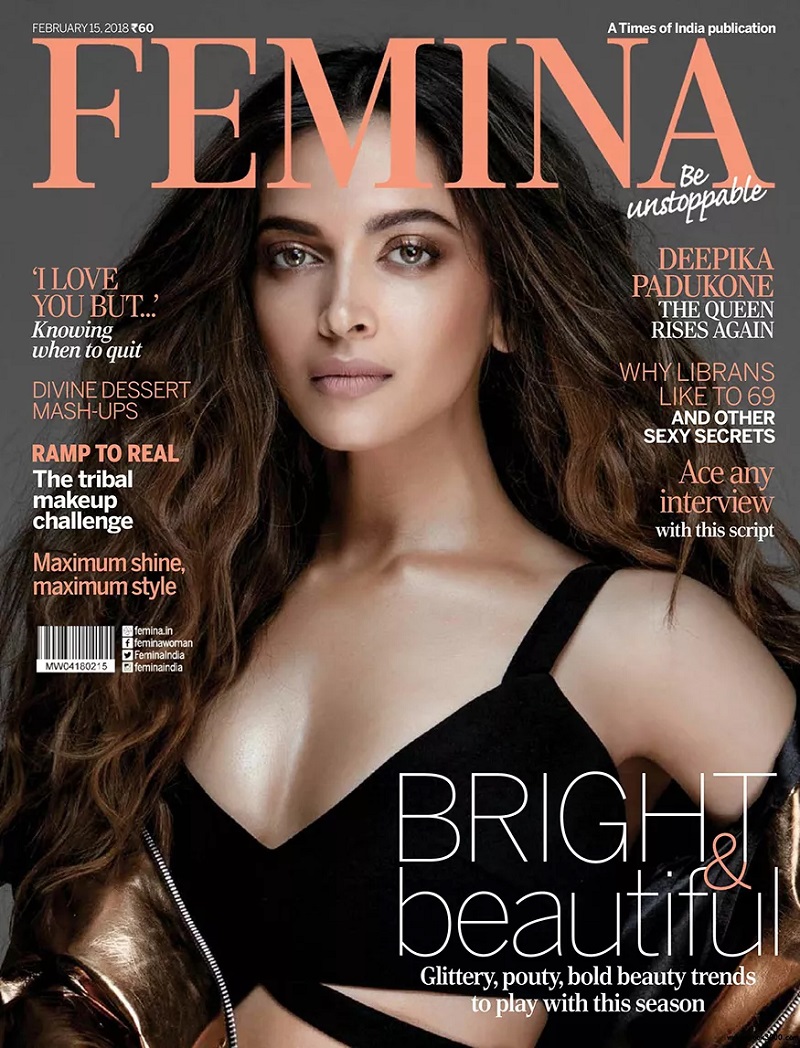 FEBRUARY 15, 2018 ₹60
A Times of India publication
FEMINA
Be
unstoppable
‘I LOVE
YOU BUT...’
Knowing
when to quit
DIVINE DESSERT
MASH-UPS
RAMP TO REAL
The tribal
makeup
challenge
Maximum shine,
maximum style
MW04180215
femina.in
feminawoman
FeminaIndia
feminaindia
DEEPIKA
PADUKONE
THE QUEEN
RISES AGAIN
WHY LIBRANS
LIKE TO 69
AND OTHER
SEXY SECRETS
Ace any
interview
with this script
BRIGHT
&
beautiful
Glittery, pouty, bold beauty trends
to play with this season